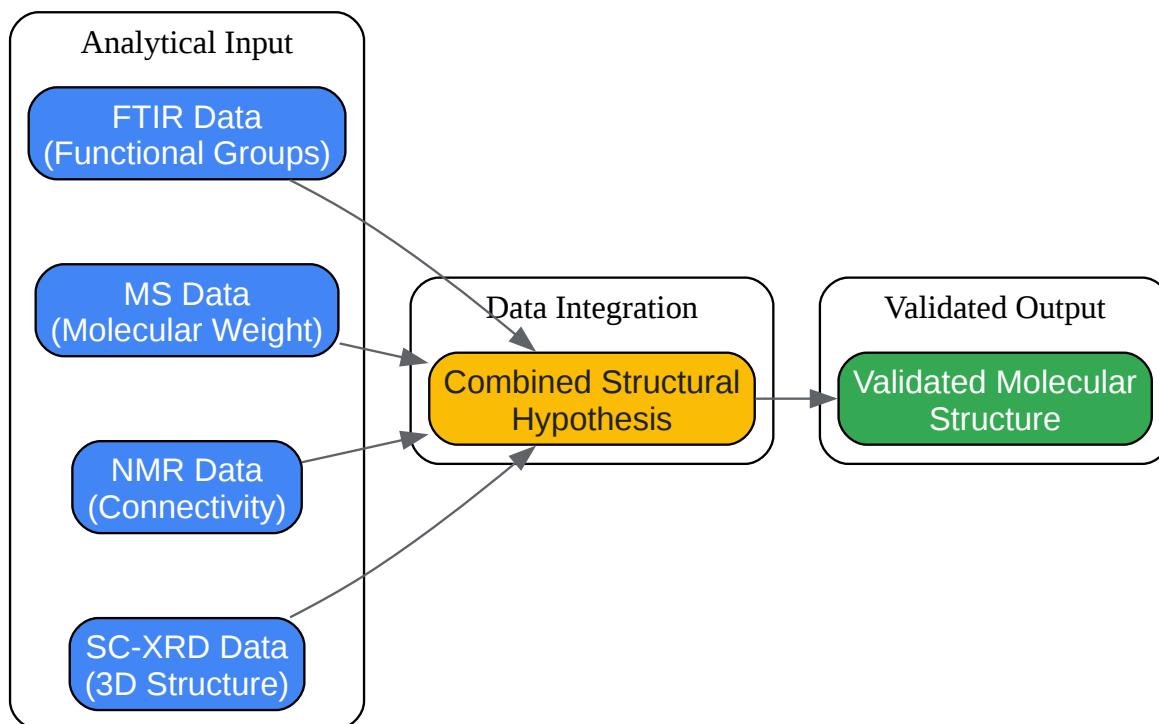 Analytical Input
FTIR Data
(Functional Groups)
MS Data
(Molecular Weight)
NMR Data
(Connectivity)
SC-XRD Data
(3D Structure)
Data Integration
Combined Structural
Hypothesis
Validated Output
Validated Molecular
Structure